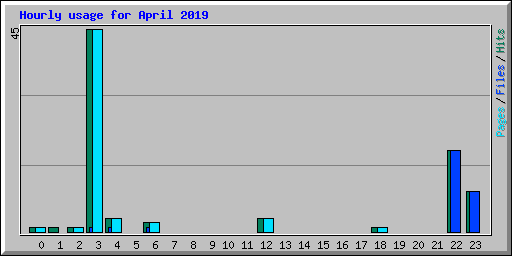 Hourly usage for April 2019
45
Pages/Files/Hits
0 1 2 3 4 5 6 7 8 9 10 11 12 13 14 15 16 17 18 19 20 21 22 23